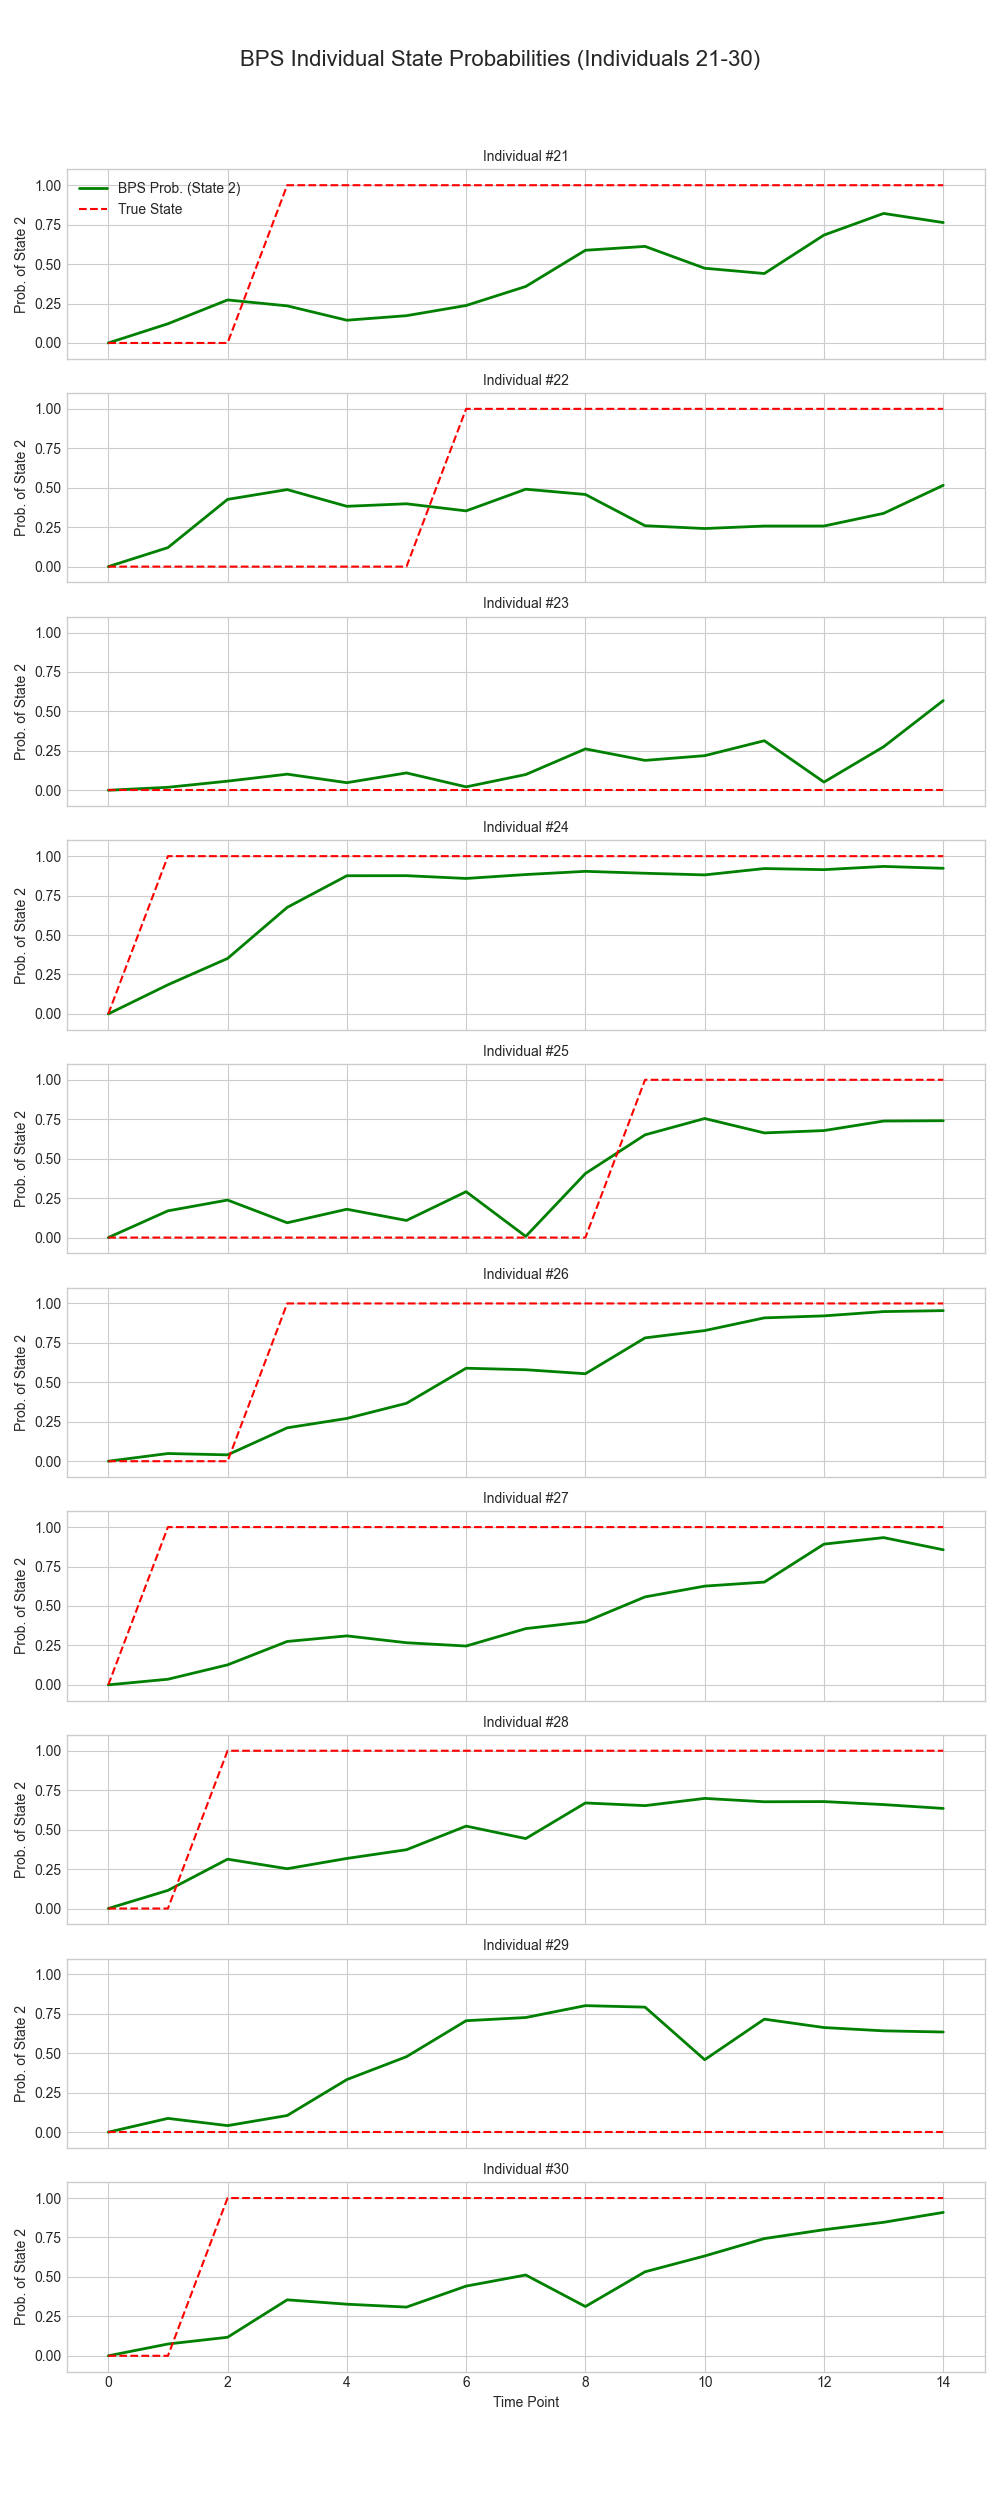 BPS Individual State Probabilities (Individuals 21-30)
Individual #21
BPS Prob. (State 2)
True State
1.00
0.75
0.50
0.25
0.00
Prob. of State 2
Individual #22
1.00
0.75
0.50
0.25
0.00
Prob. of State 2
Individual #23
1.00
0.75
0.50
0.25
0.00
Prob. of State 2
Individual #24
1.00
0.75
0.50
0.25
0.00
Prob. of State 2
Individual #25
1.00
0.75
0.50
0.25
0.00
Prob. of State 2
Individual #26
1.00
0.75
0.50
0.25
0.00
Prob. of State 2
Individual #27
1.00
0.75
0.50
0.25
0.00
Prob. of State 2
Individual #28
1.00
0.75
0.50
0.25
0.00
Prob. of State 2
Individual #29
1.00
0.75
0.50
0.25
0.00
Prob. of State 2
Individual #30
1.00
0.75
0.50
0.25
0.00
Prob. of State 2
0 2 4 6 8 10 12 14
Time Point